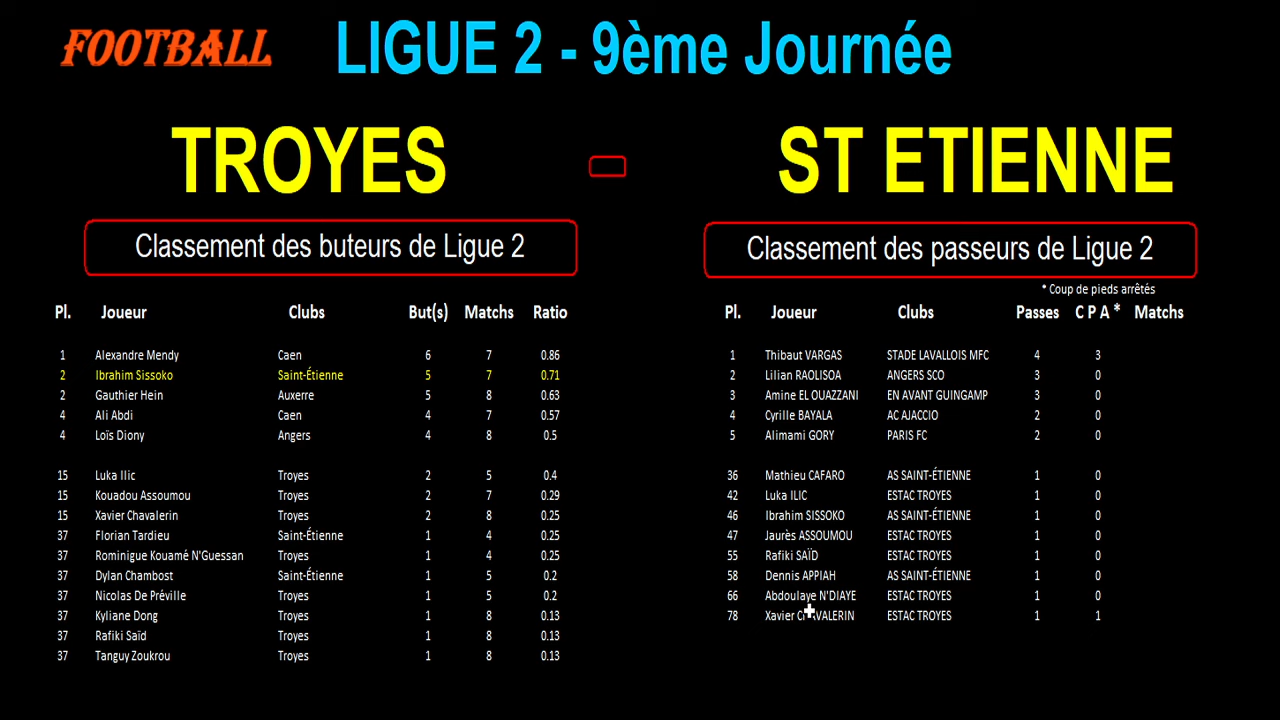 FOOTBALL
LIGUE 2 - 9ème Journée
TROYES - ST ETIENNE
Classement des buteurs de Ligue 2
Pl. Joueur Clubs But(s) Matchs Ratio
1 Alexandre Mendy Caen 6 7 0.86
2 Ibrahim Sissoko Saint-Étienne 5 7 0.71
2 Gauthier Hein Auxerre 5 8 0.63
4 Ali Abdi Caen 4 7 0.57
4 Loïs Diony Angers 4 8 0.5
15 Luka Ilic Troyes 2 5 0.4
15 Kouadou Assoumou Troyes 2 7 0.29
15 Xavier Chavalerin Troyes 2 8 0.25
37 Florian Tardieu Saint-Étienne 1 4 0.25
37 Rominigue Kouamé N'Guessan Troyes 1 4 0.25
37 Dylan Chambost Saint-Étienne 1 5 0.2
37 Nicolas De Préville Troyes 1 5 0.2
37 Kyliane Dong Troyes 1 8 0.13
37 Rafiki Saïd Troyes 1 8 0.13
37 Tanguy Zoukrou Troyes 1 8 0.13
Classement des passeurs de Ligue 2
* Coup de pieds arrêtés
Pl. Joueur Clubs Passes C P A * Matchs
1 Thibaut VARGAS STADE LAVALLOIS MFC 4 3
2 Lilian RAOLISOA ANGERS SCO 3 0
3 Amine EL OUAZZANI EN AVANT GUINGAMP 3 0
4 Cyrille BAYALA AC AJACCIO 2 0
5 Alimami GORY PARIS FC 2 0
36 Mathieu CAFARO AS SAINT-ÉTIENNE 1 0
42 Luka ILIC ESTAC TROYES 1 0
46 Ibrahim SISSOKO AS SAINT-ÉTIENNE 1 0
47 Jaurès ASSOUMOU ESTAC TROYES 1 0
55 Rafiki SAÏD ESTAC TROYES 1 0
58 Dennis APPIAH AS SAINT-ÉTIENNE 1 0
66 Abdoulaye N'DIAYE ESTAC TROYES 1 0
78 Xavier CHAVALERIN ESTAC TROYES 1 1